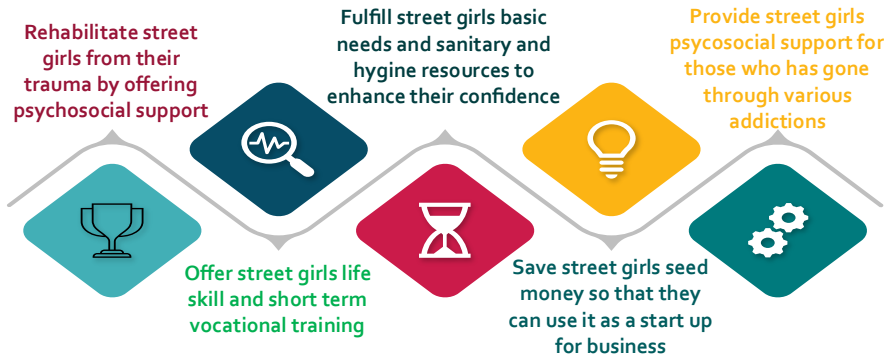 Rehabilitate street
girls from their
trauma by offering
psychosocial support
Offer street girls life
skill and short term
vocational training
Fulfill street girls basic
needs and sanitary and
hygine resources to
enhance their confidence
Save street girls seed
money so that they
can use it as a start up
for business
Provide street girls
psycosocial support for
those who has gone
through various
addictions